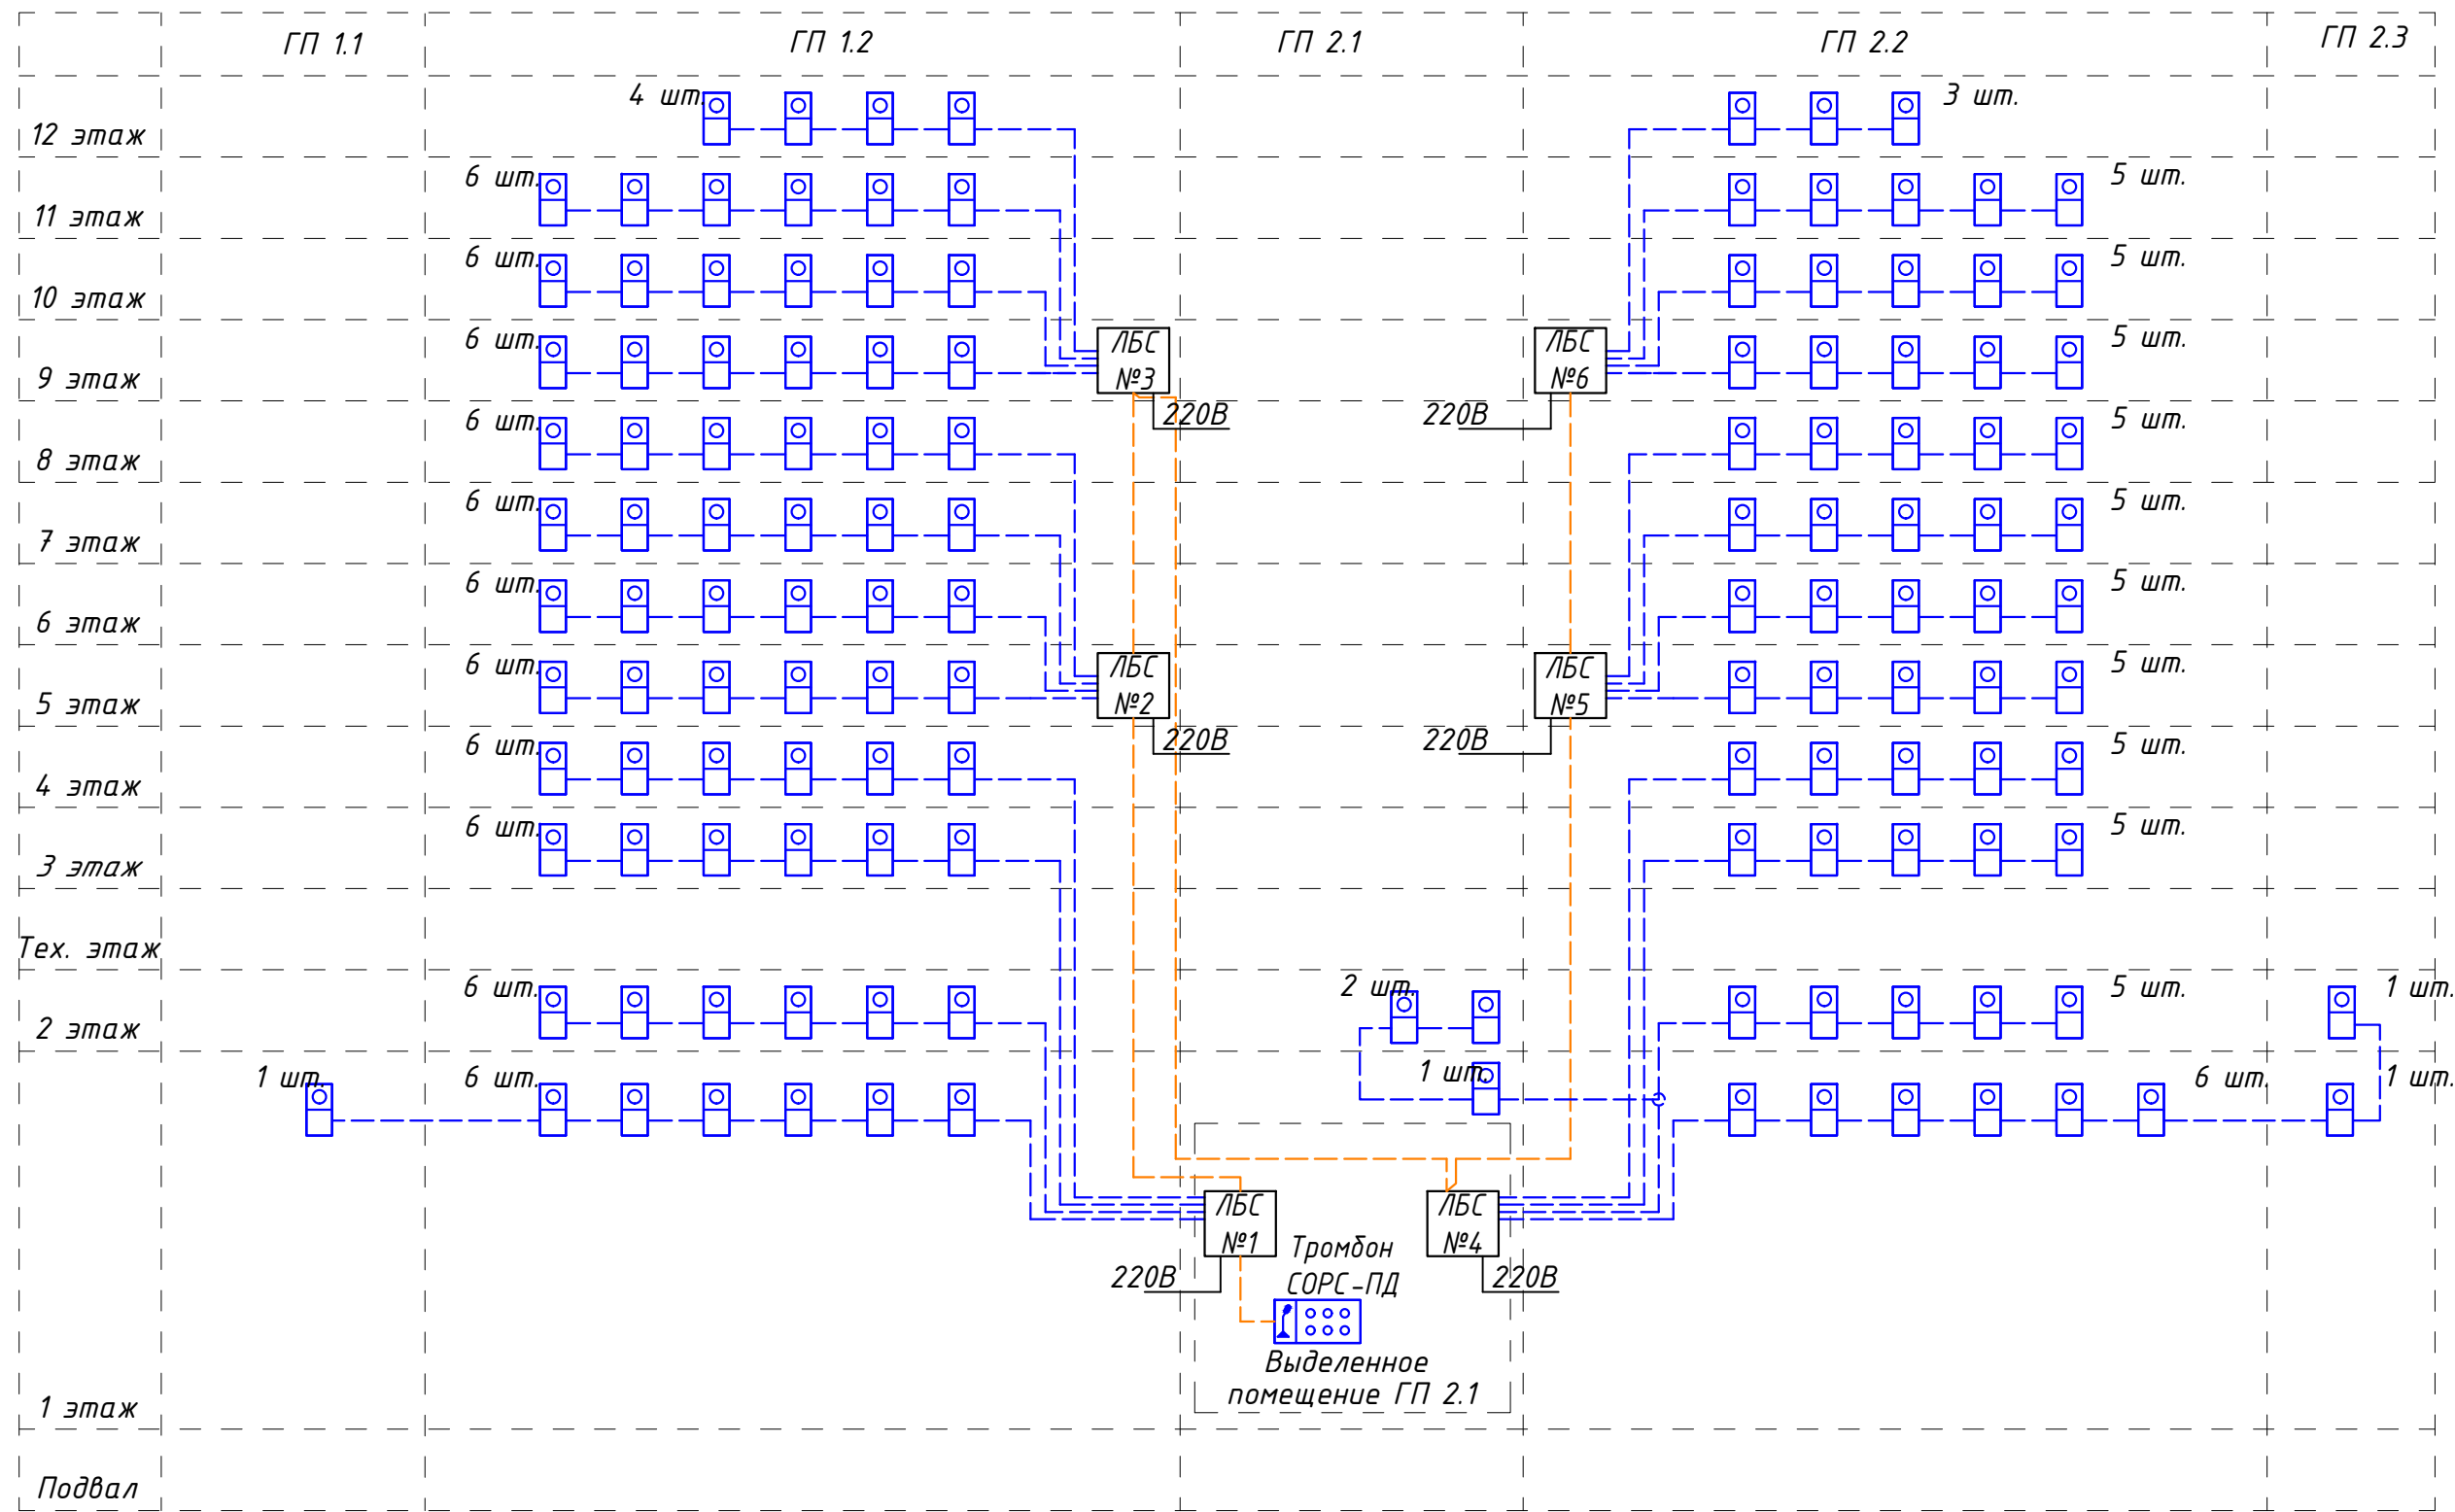 ГП 1.1
ГП 1.2
ГП 2.1
ГП 2.2
ГП 2.3
4 шт.
3 шт.
12 этаж
6 шт.
5 шт.
11 этаж
6 шт.
5 шт.
10 этаж
6 шт.
ЛБС
№3
ЛБС
№6
5 шт.
9 этаж
220В
220В
6 шт.
5 шт.
8 этаж
6 шт.
5 шт.
7 этаж
6 шт.
5 шт.
6 этаж
6 шт.
ЛБС
№2
ЛБС
№5
5 шт.
5 этаж
220В
220В
6 шт.
5 шт.
4 этаж
6 шт.
5 шт.
3 этаж
Тех. этаж
6 шт.
2 шт.
5 шт.
1 шт.
2 этаж
1 шт.
6 шт.
1 шт.
6 шт.
1 шт.
ЛБС
№1
ЛБС
№4
Тромбон
СОРС-ПД
220В
220В
Выделенное
помещение ГП 2.1
1 этаж
Подвал